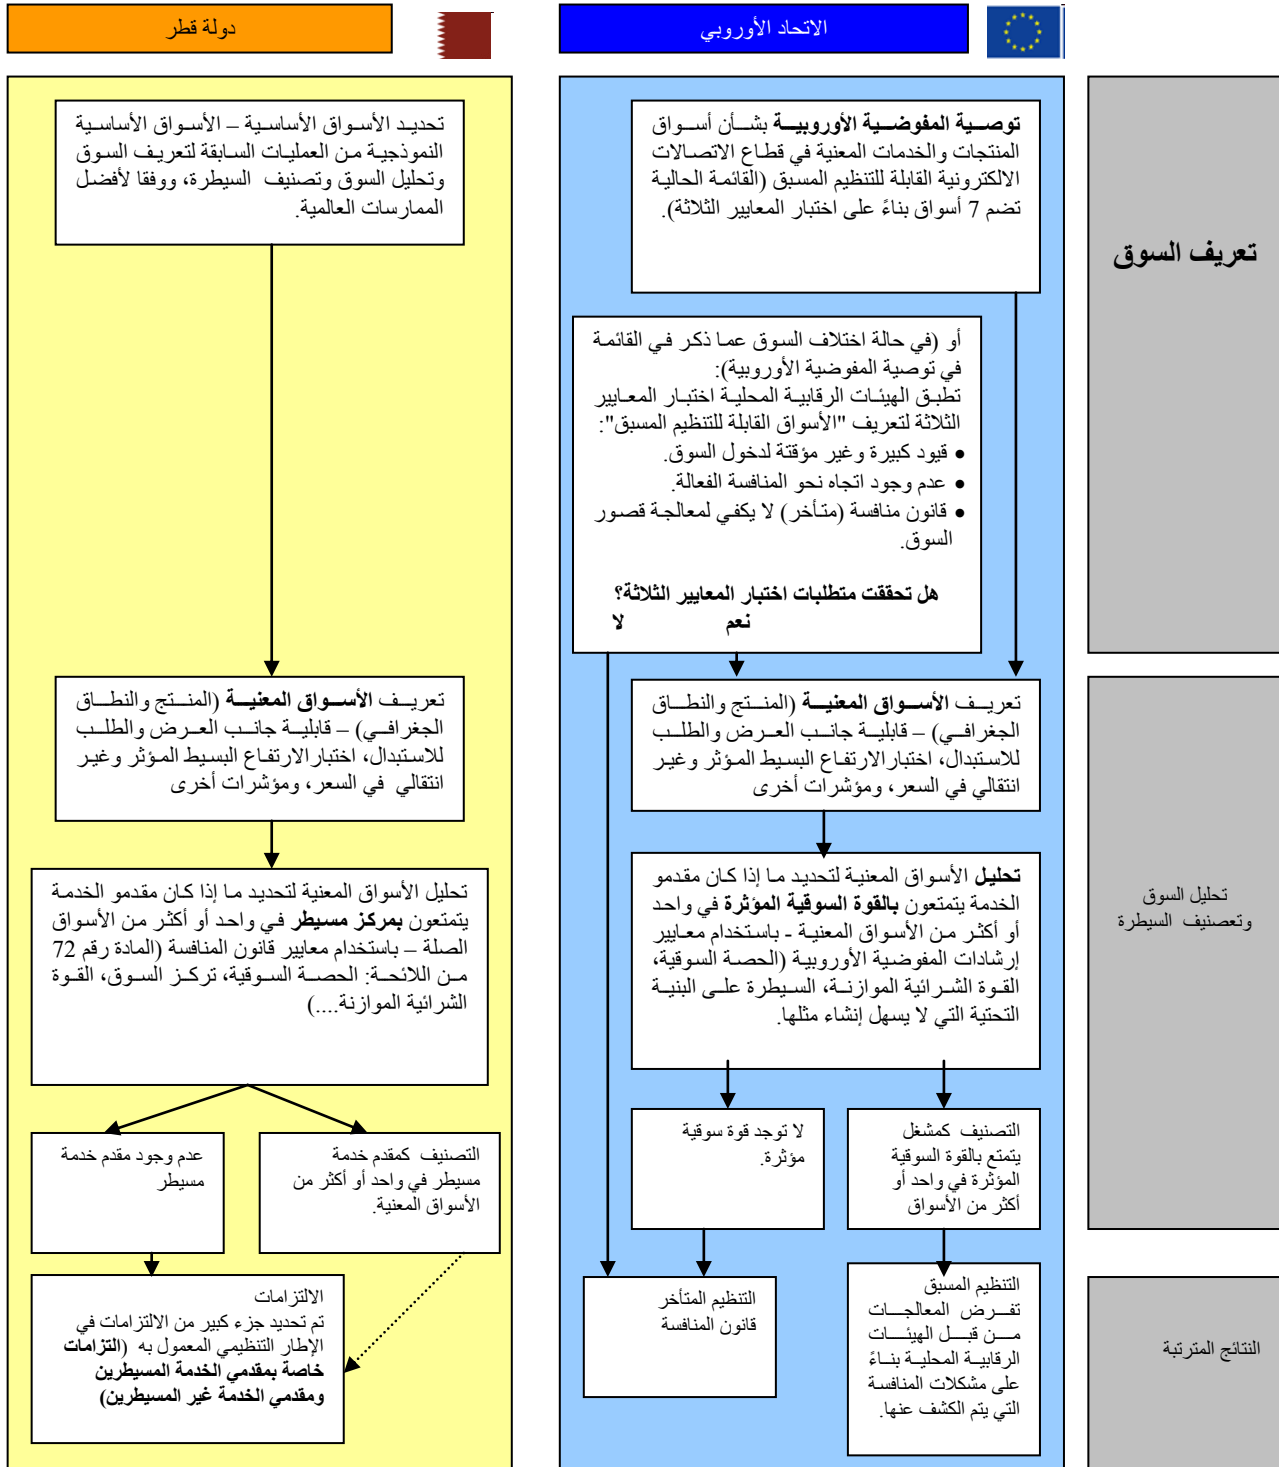 الاتحاد الأوروبي
دولة قطر
تعريف السوق
توصية المفوضية الأوروبية بشأن أسواق
المنتجات والخدمات المعنية في قطاع الاتصالات
الالكترونية القابلة للتنظيم المسبق (القائمة الحالية
تضم 7 أسواق بناءً على اختبار المعايير الثلاثة).
أو (في حالة اختلاف السوق عما ذكر في القائمة
في توصية المفوضية الأوروبية):
تطبق الهيئات الرقابية المحلية اختبار المعايير
الثلاثة لتعريف "الأسواق القابلة للتنظيم المسبق":
• قيود كبيرة وغير مؤقتة لدخول السوق.
• عدم وجود اتجاه نحو المنافسة الفعالة.
• قانون منافسة (متأخر) لا يكفي لمعالجة قصور
السوق.
هل تحققت متطلبات اختبار المعايير الثلاثة؟
نعم لا
تحديد الأسواق الأساسية – الأسواق الأساسية
النموذجية من العمليات السابقة لتعريف السوق
وتحليل السوق وتصنيف السيطرة، ووفقا لأفضل
الممارسات العالمية.
تحليل السوق
وتعصنيف السيطرة
تعريف الأسواق المعنية (المنتج والنطاق
الجغرافي) – قابلية جانب العرض والطلب
للاستبدال، اختبارالارتفاع البسيط المؤثر وغير
انتقالي في السعر، ومؤشرات أخرى
تحليل الأسواق المعنية لتحديد ما إذا كان مقدمو
الخدمة يتمتعون بالقوة السوقية المؤثرة في واحد
أو أكثر من الأسواق المعنية - باستخدام معايير
إرشادات المفوضية الأوروبية (الحصة السوقية،
القوة الشرائية الموازنة، السيطرة على البنية
التحتية التي لا يسهل إنشاء مثلها.
التصنيف كمشغل
يتمتع بالقوة السوقية
المؤثرة في واحد أو
أكثر من الأسواق
لا توجد قوة سوقية
مؤثرة.
تعريف الأسواق المعنية (المنتج والنطاق
الجغرافي) – قابلية جانب العرض والطلب
للاستبدال، اختبارالارتفاع البسيط المؤثر وغير
انتقالي في السعر، ومؤشرات أخرى
تحليل الأسواق المعنية لتحديد ما إذا كان مقدمو الخدمة
يتمتعون بمركز مسيطر في واحد أو أكثر من الأسواق
الصلة – باستخدام معايير قانون المنافسة (المادة رقم 72
من اللائحة: الحصة السوقية، تركز السوق، القوة
الشرائية الموازنة....)
التصنيف كمقدم خدمة
مسيطر في واحد أو أكثر من
الأسواق المعنية.
عدم وجود مقدم خدمة
مسيطر
النتائج المترتبة
التنظيم المسبق
تفرض المعالجات
من قبل الهيئات
الرقابية المحلية بناءً
على مشكلات المنافسة
التي يتم الكشف عنها.
التنظيم المتأخر
قانون المنافسة
الالتزامات
تم تحديد جزء كبير من الالتزامات في
الإطار التنظيمي المعمول به (التزامات
خاصة بمقدمي الخدمة المسيطرين
ومقدمي الخدمة غير المسيطرين)